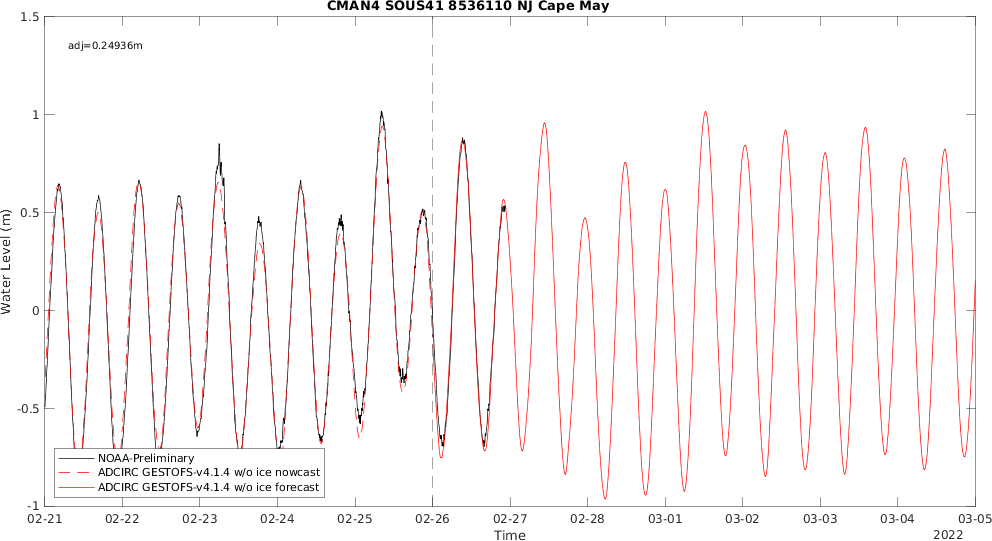 CMAN4 SOUS41 8536110 NJ Cape May
adj=0.24936m
1.5
1
0.5
0
-0.5
-1
Water Level (m)
NOAA-Preliminary
ADCIRC GESTOFS-v4.1.4 w/o ice nowcast
ADCIRC GESTOFS-v4.1.4 w/o ice forecast
02-21 02-22 02-23 02-24 02-25 02-26 02-27 02-28 03-01 03-02 03-03 03-04 03-05
Time
2022